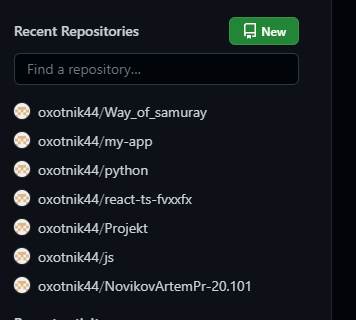 Recent Repositories
New
Find a repository...
oxotnik44/Way_of_samuray
oxotnik44/my-app
oxotnik44/python
oxotnik44/react-ts-fvxxfx
oxotnik44/Projekt
oxotnik44/js
oxotnik44/NovikovArtemPr-20.101